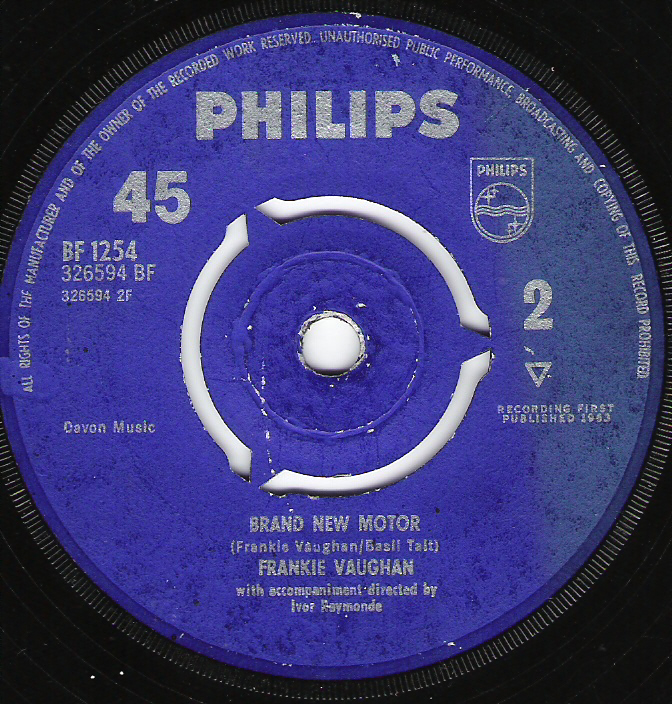 ALL RIGHTS OF THE MANUFACTURER AND OF THE OWNER OF THE RECORDED WORK RESERVED. UNAUTHORISED PUBLIC PERFORMANCE, BROADCASTING AND COPYING OF THIS RECORD PROHIBITED
PHILIPS
PHILIPS
45
BF 1254
326594 BF
326594 2F
2
RECORDING FIRST
PUBLISHED 1963
Davon Music
BRAND NEW MOTOR
(Frankie Vaughan/Basil Tait)
FRANKIE VAUGHAN
with accompaniment directed by
Ivor Raymonde